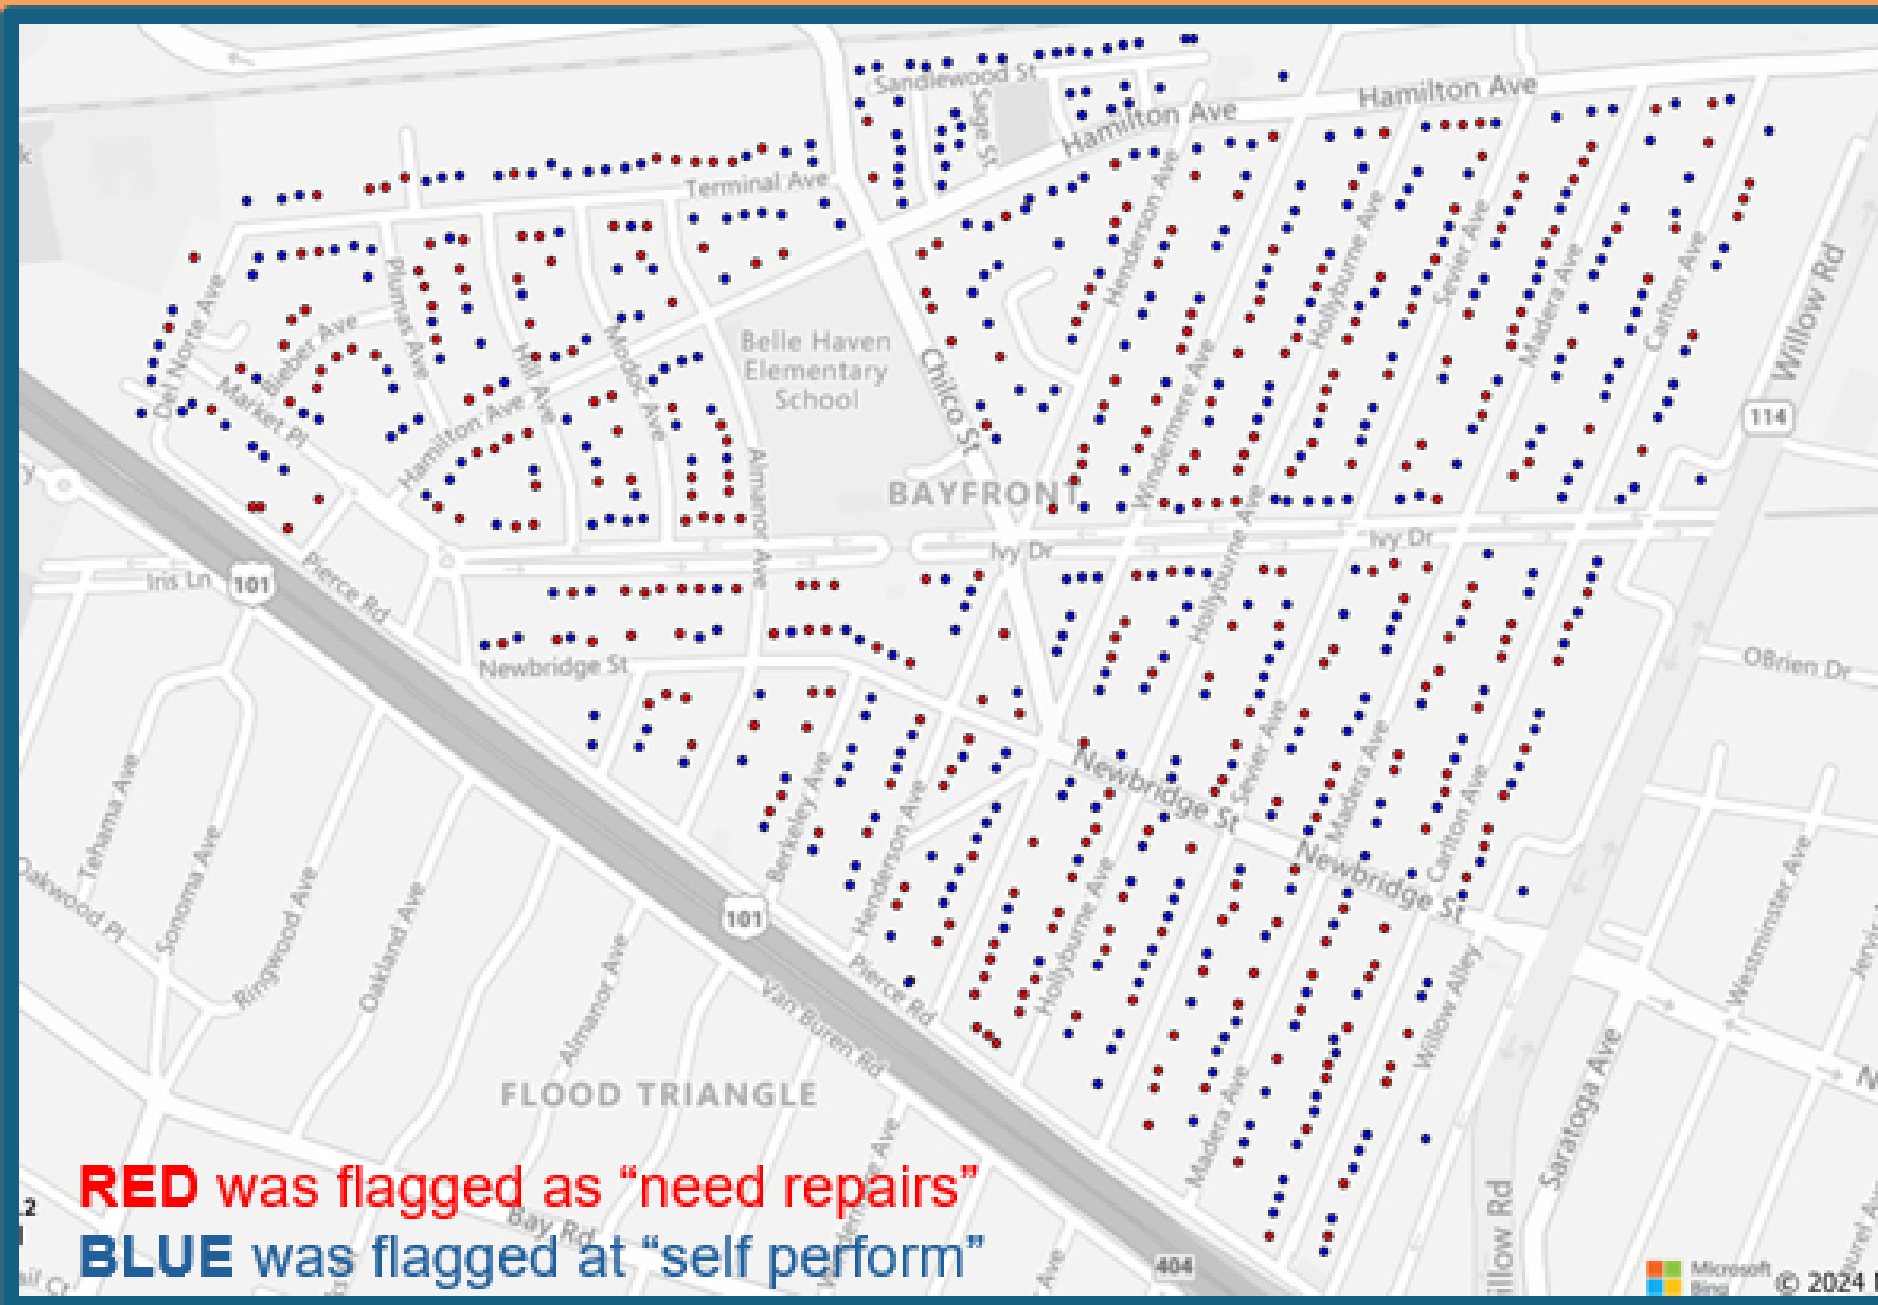 Sandlewood St
Sage St
Hamilton Ave
Hamilton Ave
Terminal Ave
Henderson Ave
Hollyburne Ave
Sevier Ave
Madera Ave
Carlton Ave
Willow Rd
Del Norte Ave
Plumas Ave
Bieber Ave
Market Pl
Hamilton Ave
Hill Ave
Modoc Ave
Almanor Ave
Belle Haven
Elementary
School
Chilco St
Windermere Ave
114
BAYFRONT
Ivy Dr
Ivy Dr
Iris Ln
101
Pierce Rd
Newbridge St
Hollyburne Ave
OBrien Dr
Sevier Ave
Madera Ave
Carlton Ave
Newbridge St
Newbridge St
Tehama Ave
Sonoma Ave
Oakwood Pl
Ringwood Ave
Oakland Ave
Almanor Ave
Berkeley Ave
Henderson Ave
101
Pierce Rd
Van Buren Rd
Hollyburne Ave
Madera Ave
Willow Alley
Westminster Ave
Saratoga Ave
FLOOD TRIANGLE
RED was flagged as “need repairs”
BLUE was flagged at “self perform”
Bay Rd
Ave
404
illow Rd
Microsoft
Bing
© 2024